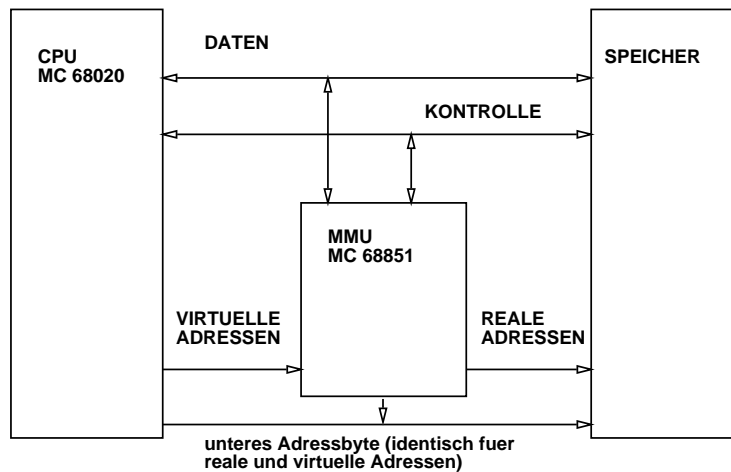 CPU
MC 68020
DATEN
SPEICHER
KONTROLLE
MMU
MC 68851
VIRTUELLE
ADRESSEN
REALE
ADRESSEN
unteres Adressbyte (identisch fuer
reale und virtuelle Adressen)